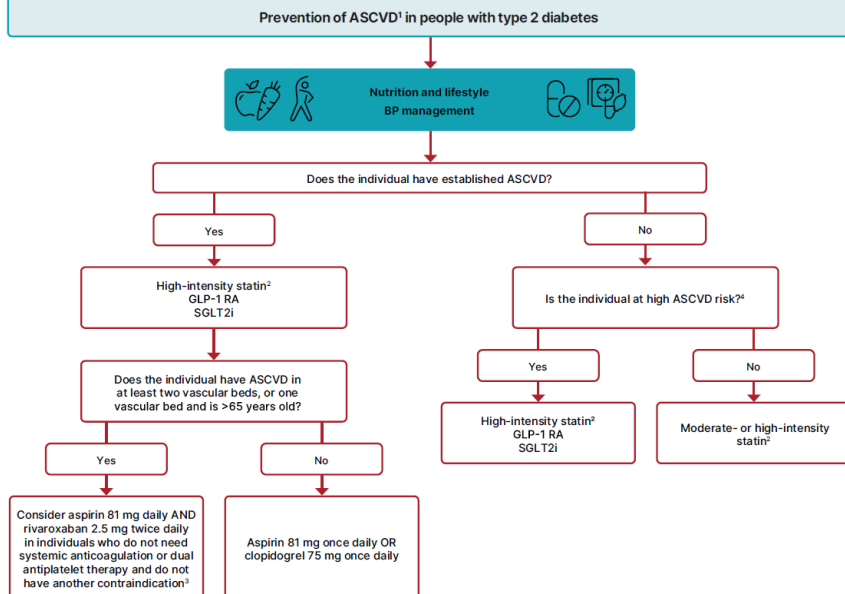 Prevention of ASCVD¹ in people with type 2 diabetes
Nutrition and lifestyle
BP management
Does the individual have established ASCVD?
Yes
No
High-intensity statin²
GLP-1 RA
SGLT2i
Is the individual at high ASCVD risk?⁴
Does the individual have ASCVD in
at least two vascular beds, or one
vascular bed and is >65 years old?
Yes
No
High-intensity statin²
GLP-1 RA
SGLT2i
Moderate- or high-intensity
statin²
Yes
No
Consider aspirin 81 mg daily AND
rivaroxaban 2.5 mg twice daily
in individuals who do not need
systemic anticoagulation or dual
antiplatelet therapy and do not
have another contraindication³
Aspirin 81 mg once daily OR
clopidogrel 75 mg once daily